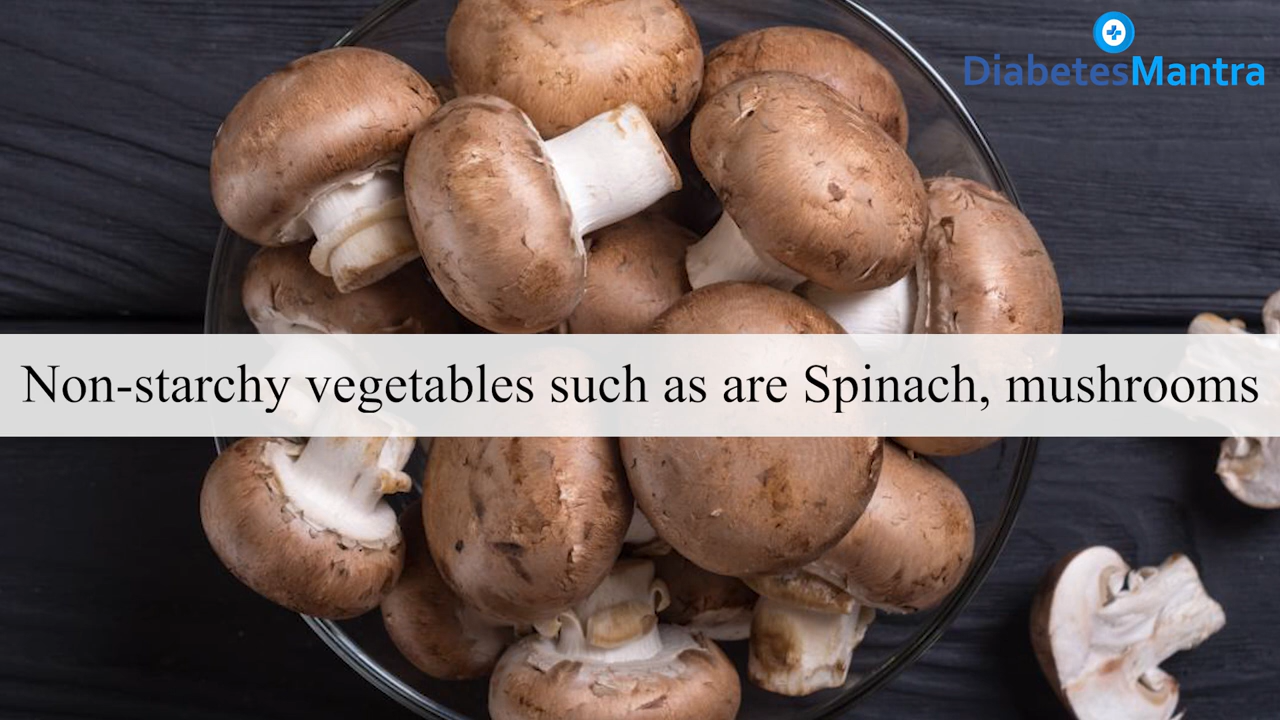 DiabetesMantra
Non-starchy vegetables such as are Spinach, mushrooms